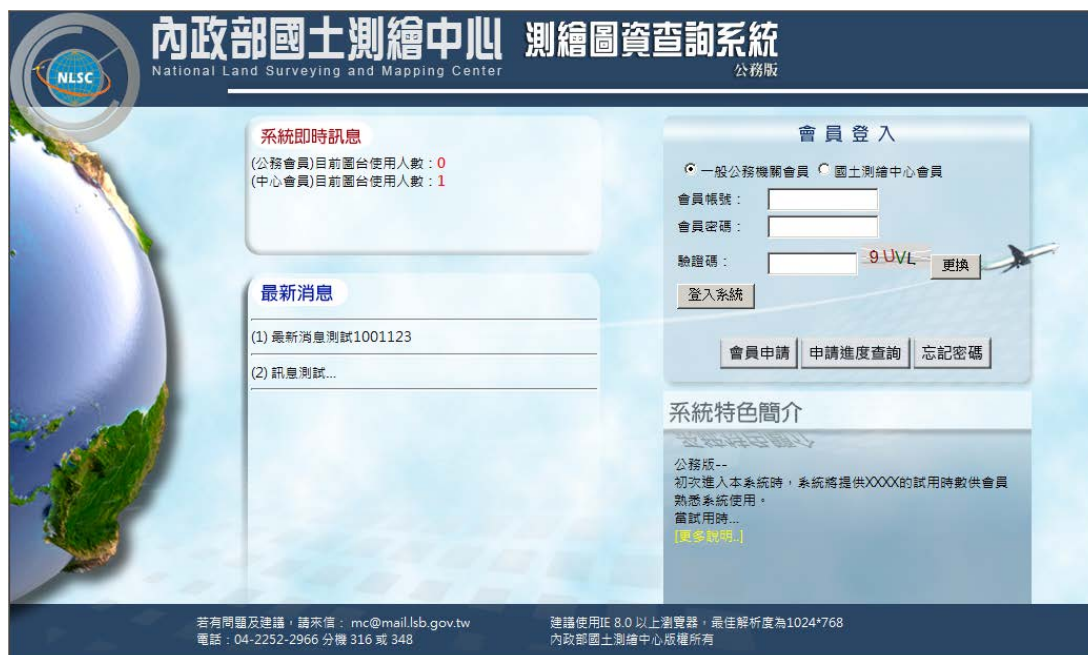 內政部國土測繪中心 測繪圖資查詢系統
National Land Surveying and Mapping Center
公務版
NLSC
系統即時訊息
(公務會員)目前圖台使用人數：0
(中心會員)目前圖台使用人數：1
最新消息
(1) 最新消息測試1001123
(2) 訊息測試...
會員登入
一般公務機關會員 國土測繪中心會員
會員帳號：
會員密碼：
驗證碼： 9UVL 更換
登入系統
會員申請 申請進度查詢 忘記密碼
系統特色簡介
公務版--
初次進入本系統時，系統將提供XXXX的試用時數供會員
熟悉系統使用。
當試用時...
[更多說明..]
若有問題及建議，請來信： mc@mail.lsb.gov.tw
電話：04-2252-2966 分機 316 或 348
建議使用IE 8.0 以上瀏覽器，最佳解析度為1024*768
內政部國土測繪中心版權所有